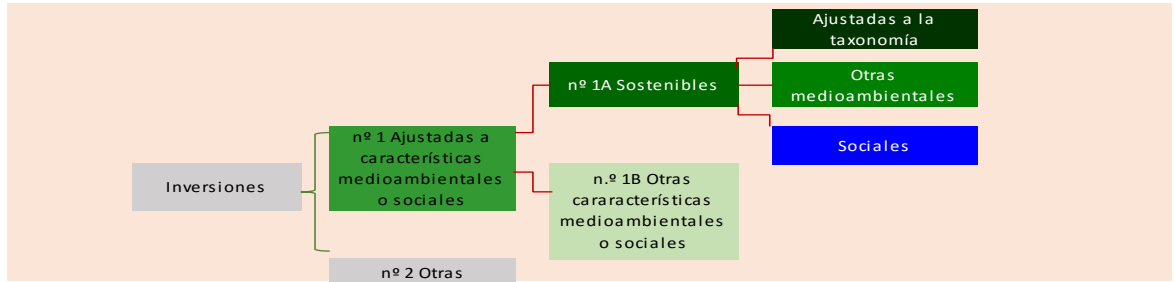 Inversiones
nº 1 Ajustadas a
características
medioambientales
o sociales
nº 2 Otras
nº 1A Sostenibles
n.º 1B Otras
cararacterísticas
medioambientales
o sociales
Ajustadas a la
taxonomía
Otras
medioambientales
Sociales